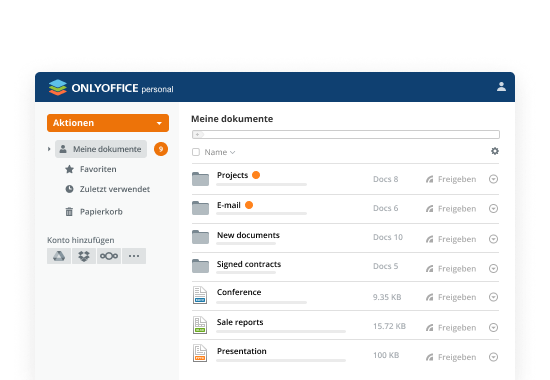 ONLYOFFICE personal
Aktionen
Meine dokumente 9
Favoriten
Zuletzt verwendet
Papierkorb
Konto hinzufügen
Meine dokumente
Name
Projects Docs 8 Freigeben
E-mail Docs 6 Freigeben
New documents Docs 10 Freigeben
Signed contracts Docs 5 Freigeben
Conference 9.35 KB Freigeben
Sale reports 15.72 KB Freigeben
Presentation 100 KB Freigeben